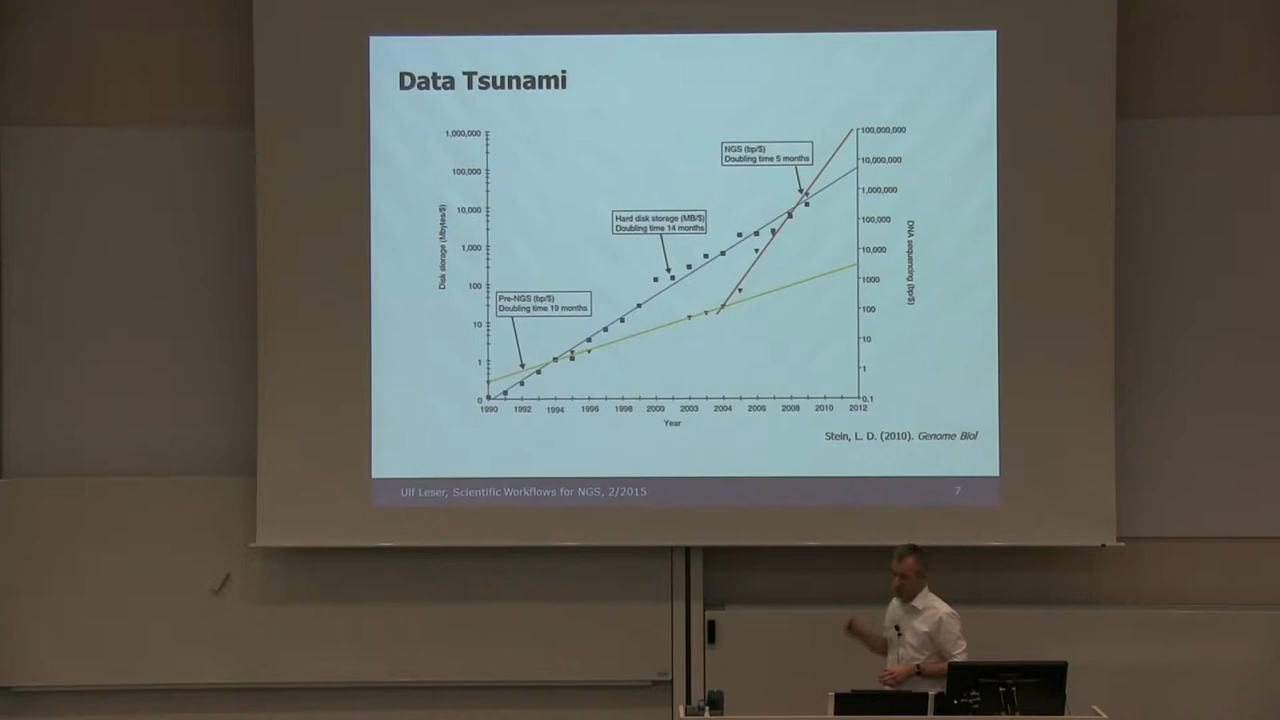 Data Tsunami
1,000,000
100,000
10,000
1,000
100
10
1
0
Disk storage (Mbytes/$)
Pre-NGS (bp/$)
Doubling time 19 months
Hard disk storage (MB/$)
Doubling time 14 months
NGS (bp/$)
Doubling time 5 months
100,000,000
10,000,000
1,000,000
100,000
10,000
1000
100
10
1
0.1
DNA sequencing (bp/$)
1990 1992 1994 1996 1998 2000 2003 2004 2006 2008 2010 2012
Year
Stein, L. D. (2010). Genome Biol
Ulf Leser, Scientific Workflows for NGS, 2/2015
7